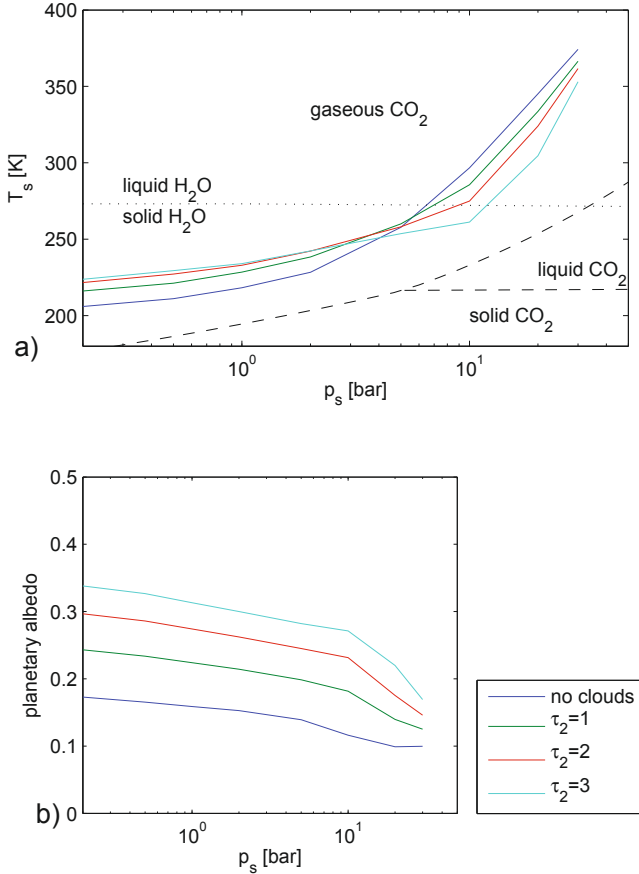 400
350
300
250
200
T_s [K]
gaseous CO_2
liquid H_2O
solid H_2O
liquid CO_2
solid CO_2
a)
10^0
10^1
p_s [bar]
0.5
0.4
0.3
0.2
0.1
0
planetary albedo
b)
10^0
10^1
p_s [bar]
no clouds
τ_2=1
τ_2=2
τ_2=3